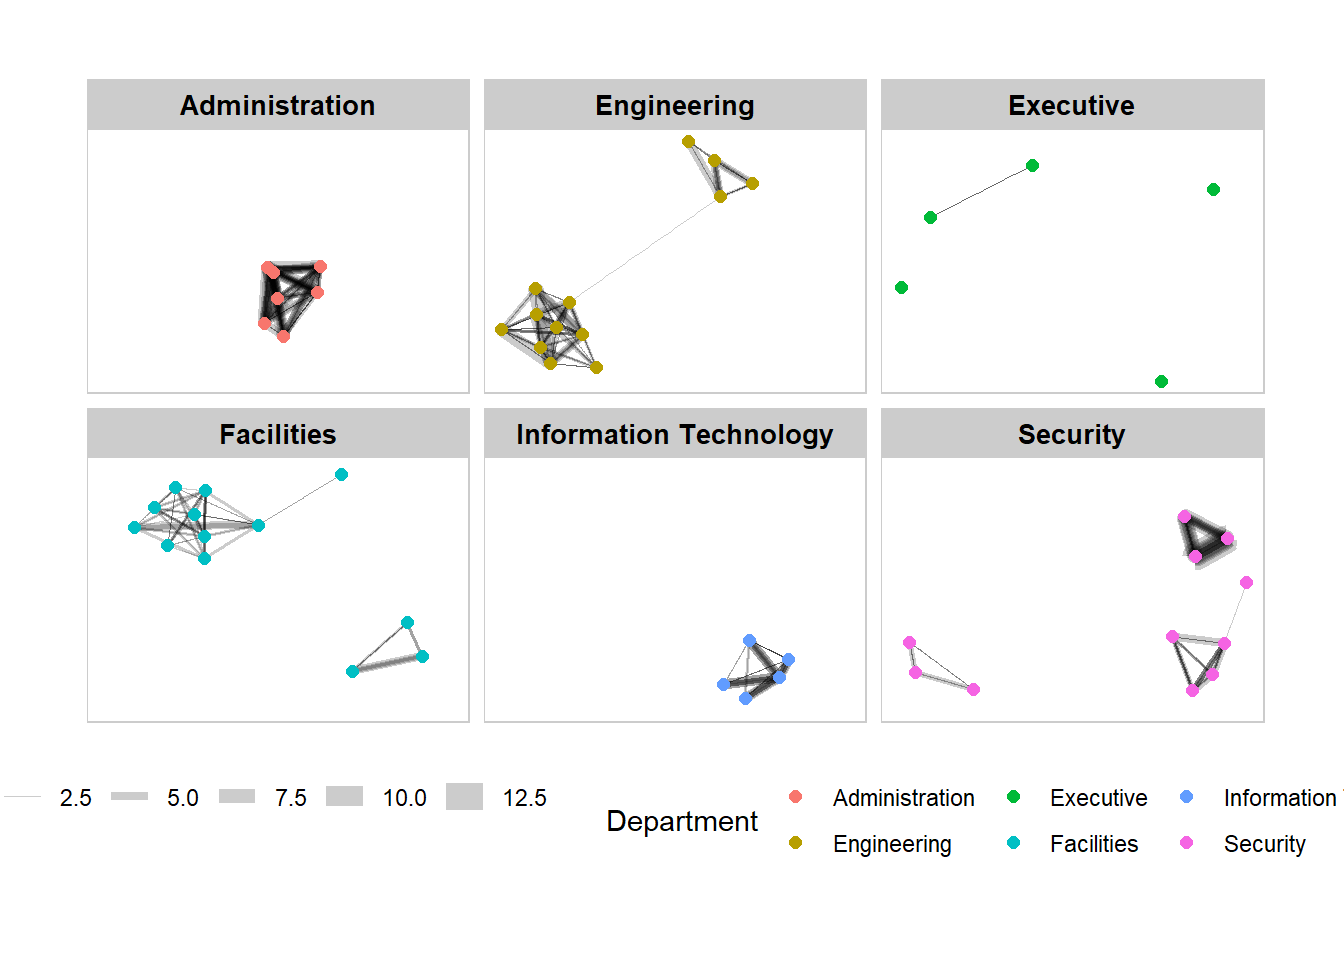 Administration
Engineering
Executive
Facilities
Information Technology
Security
2.5
5.0
7.5
10.0
12.5
Department
Administration
Executive
Information
Engineering
Facilities
Security